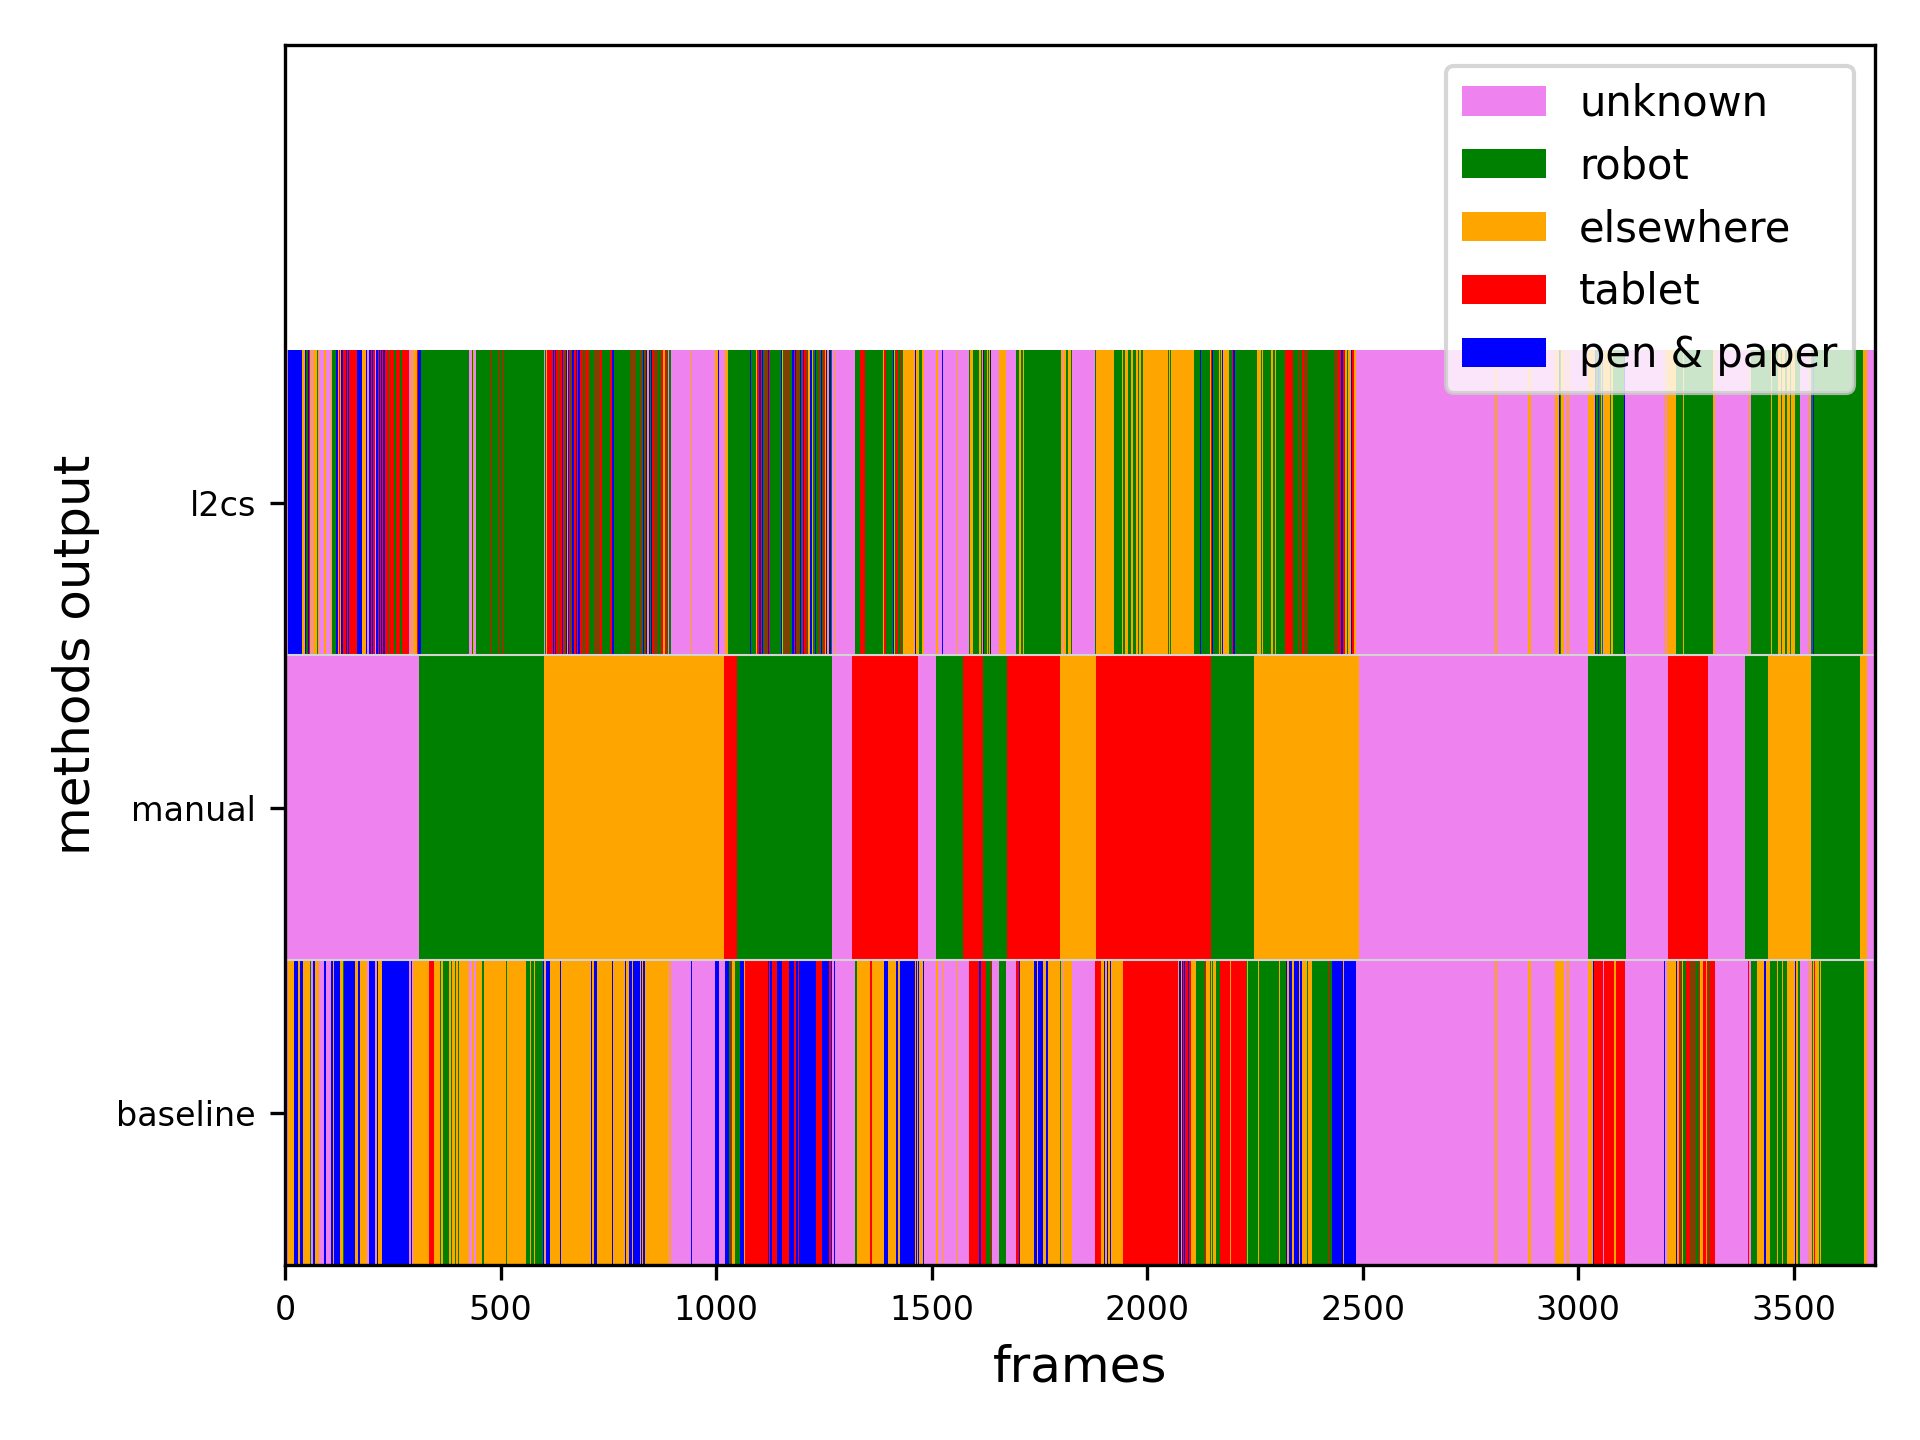 unknown
robot
elsewhere
tablet
pen & paper
methods output
l2cs
manual
baseline
0 500 1000 1500 2000 2500 3000 3500
frames